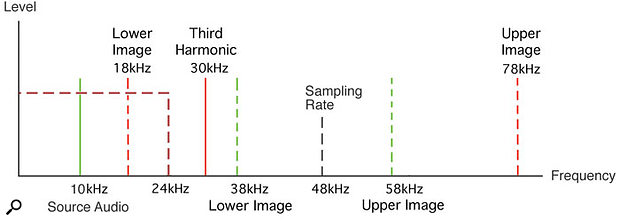 Level
Lower
Image
18kHz
Third
Harmonic
30kHz
Upper
Image
78kHz
Sampling
Rate
Frequency
10kHz
24kHz
38kHz
48kHz
58kHz
Source Audio
Lower Image
Upper Image